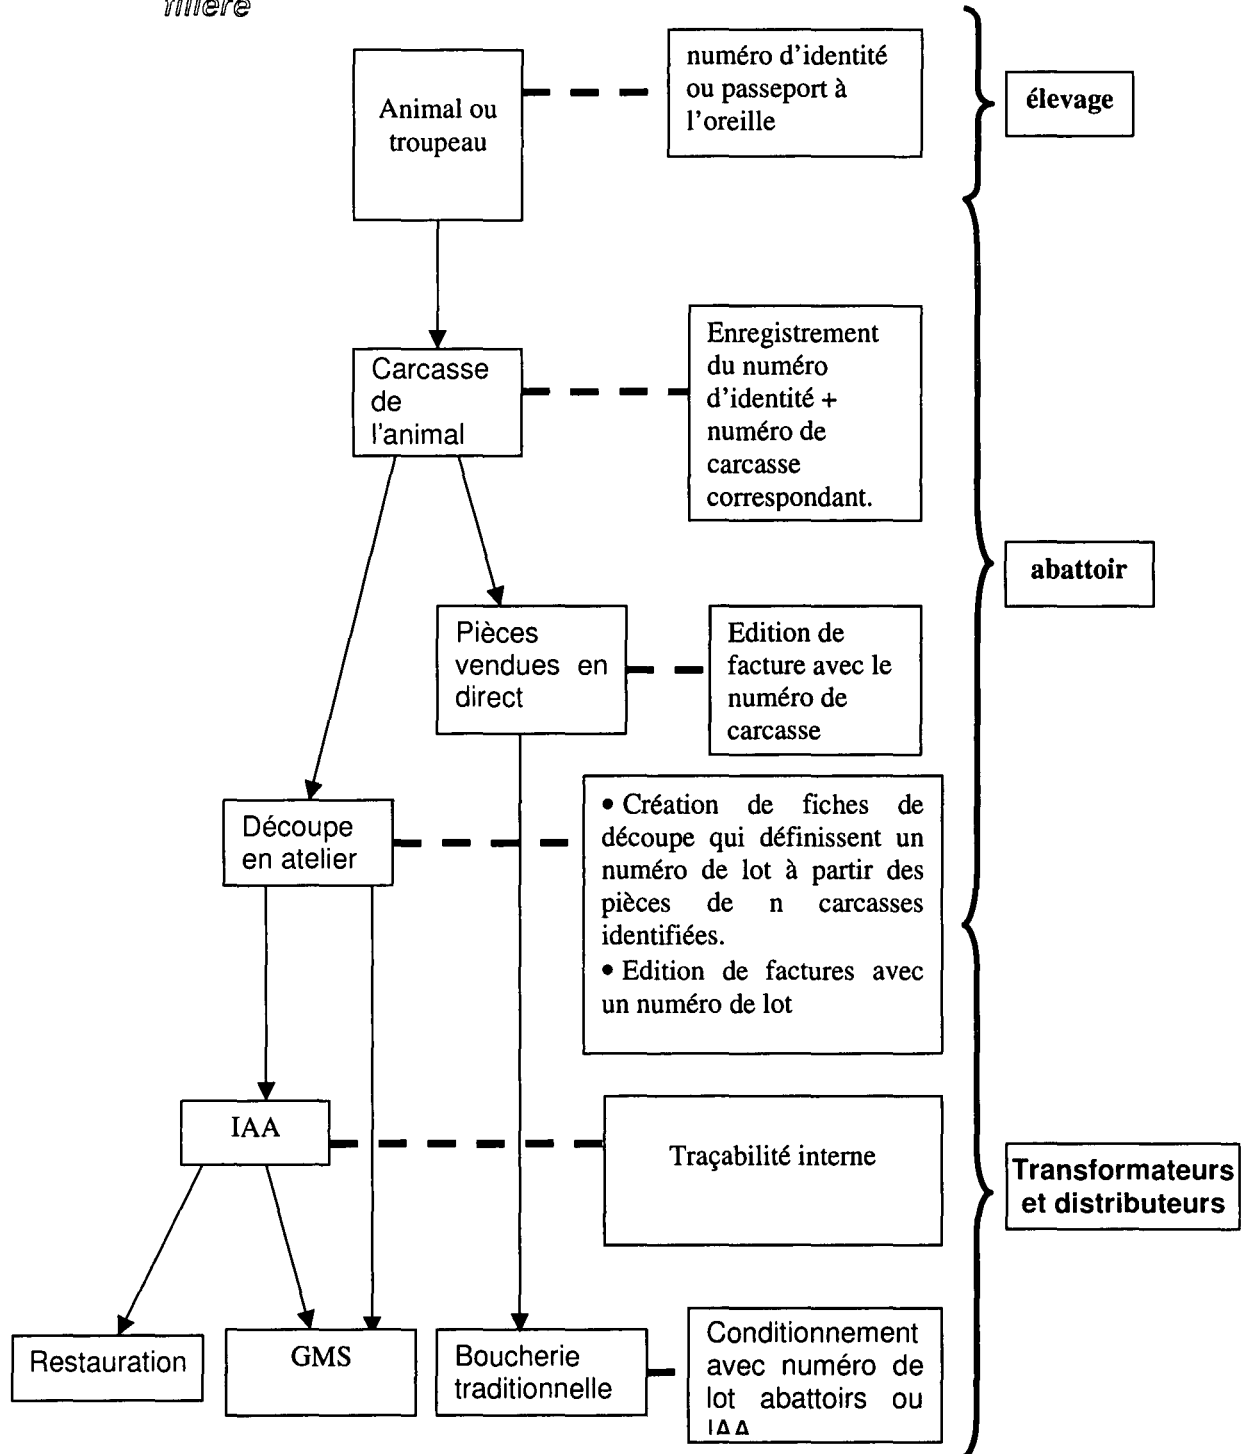 filière
numéro d'identité
ou passeport à
l'oreille
Animal ou
troupeau
élevage
Enregistrement
du numéro
d'identité +
numéro de
carcasse
correspondant.
Carcasse
de
l'animal
abattoir
Pièces
vendues en
direct
Edition de
facture avec le
numéro de
carcasse
Découpe
en atelier
• Création de fiches de
découpe qui définissent un
numéro de lot à partir des
pièces de n carcasses
identifiées.
• Edition de factures avec
un numéro de lot
IAA
Traçabilité interne
Transformateurs
et distributeurs
Restauration
GMS
Boucherie
traditionnelle
Conditionnement
avec numéro de
lot abattoirs ou
IAA